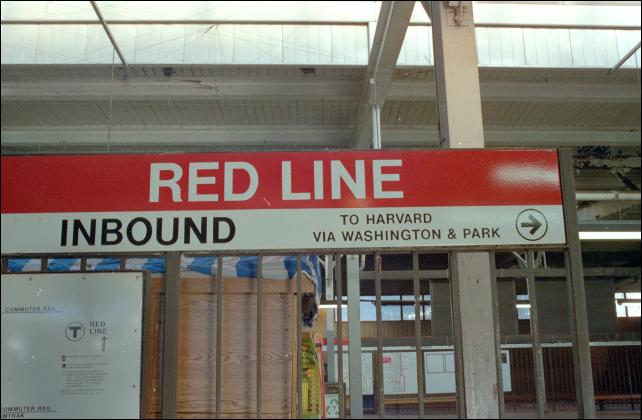 RED LINE
INBOUND
TO HARVARD
VIA WASHINGTON & PARK
COMMUTER RAIL
T
RED
LINE
COMMUTER RAIL
AMTRAK